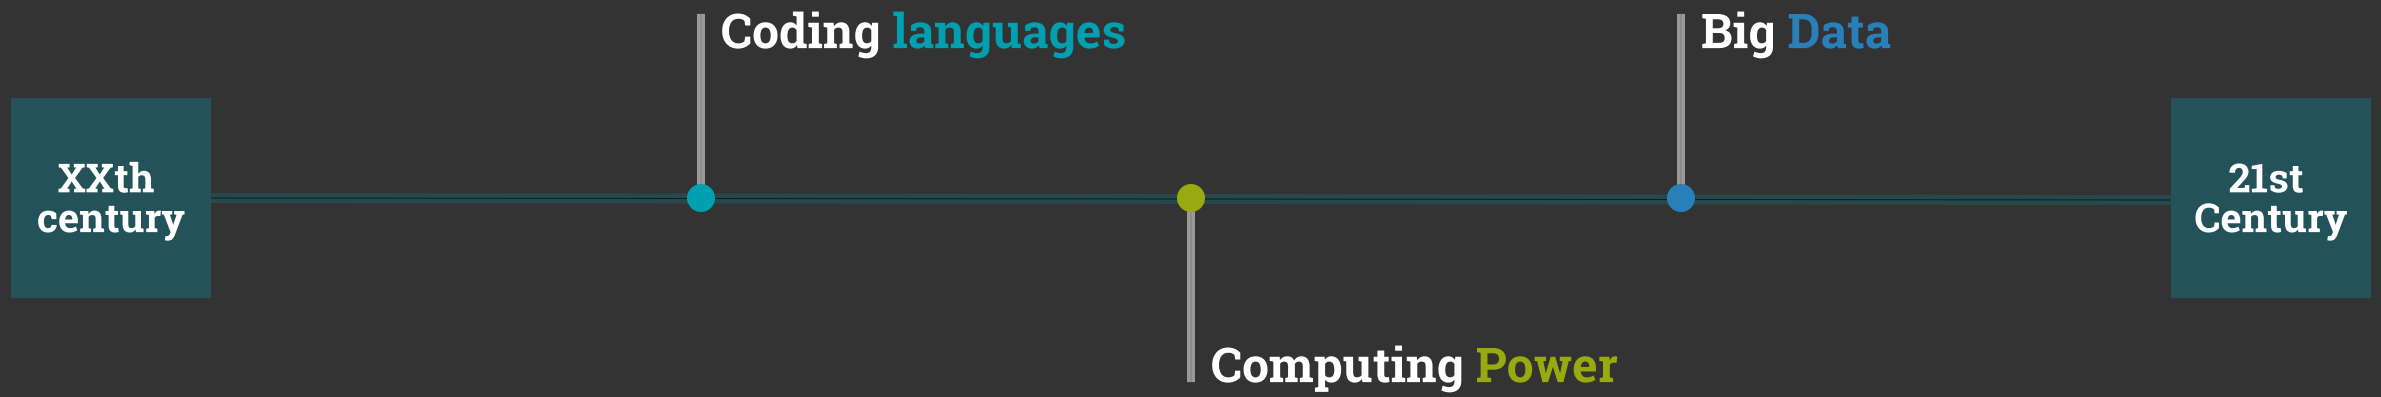 XXth
century
Coding languages
Computing Power
Big Data
21st
Century